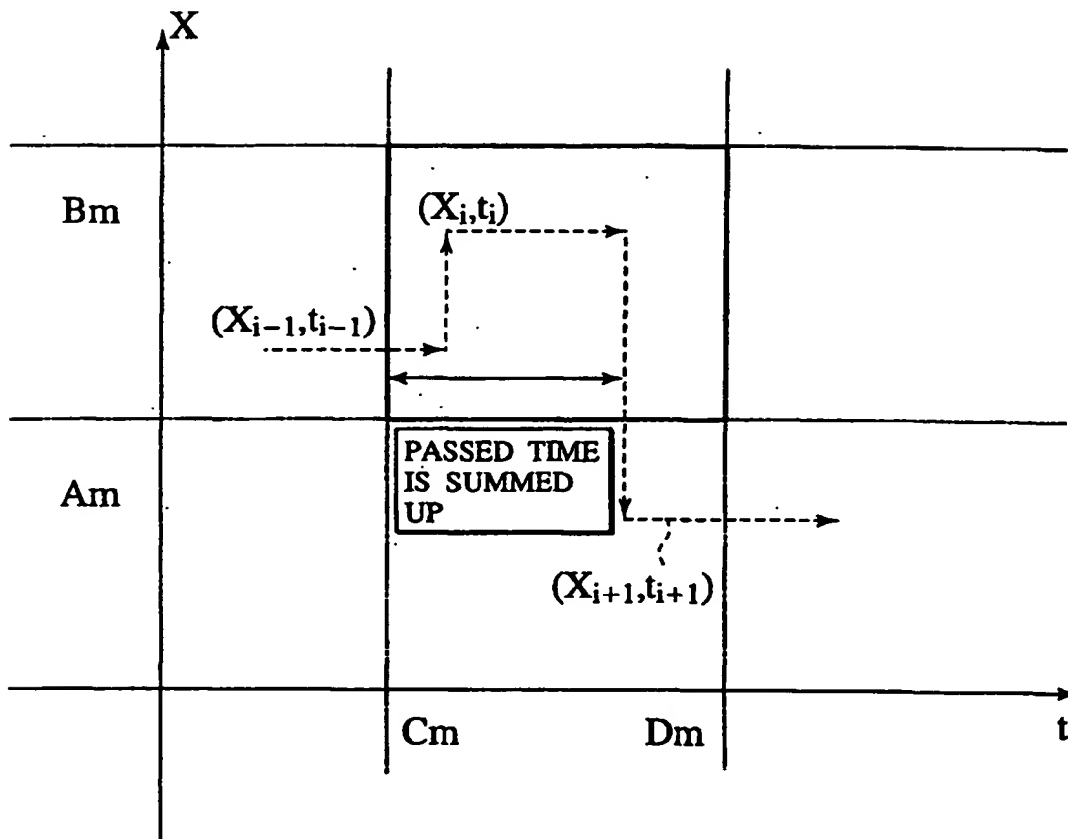 X
Bm
(Xi,ti)
(Xi−1,ti−1)
PASSED TIME
IS SUMMED
UP
Am
(Xi+1,ti+1)
Cm
Dm
t